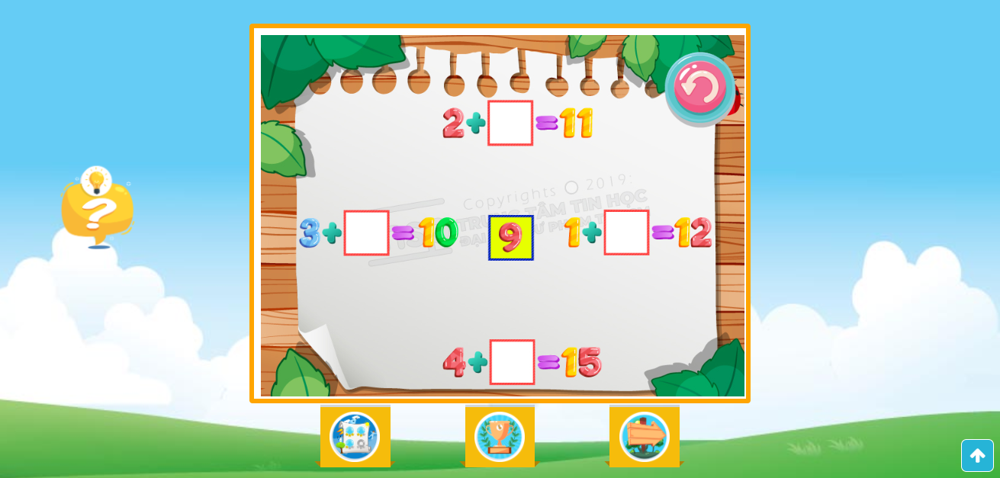 2+ =11
Copyrights © 2019:
TRUNG TÂM TIN HỌC
3+ =10
9
1+ =12
4+ =15